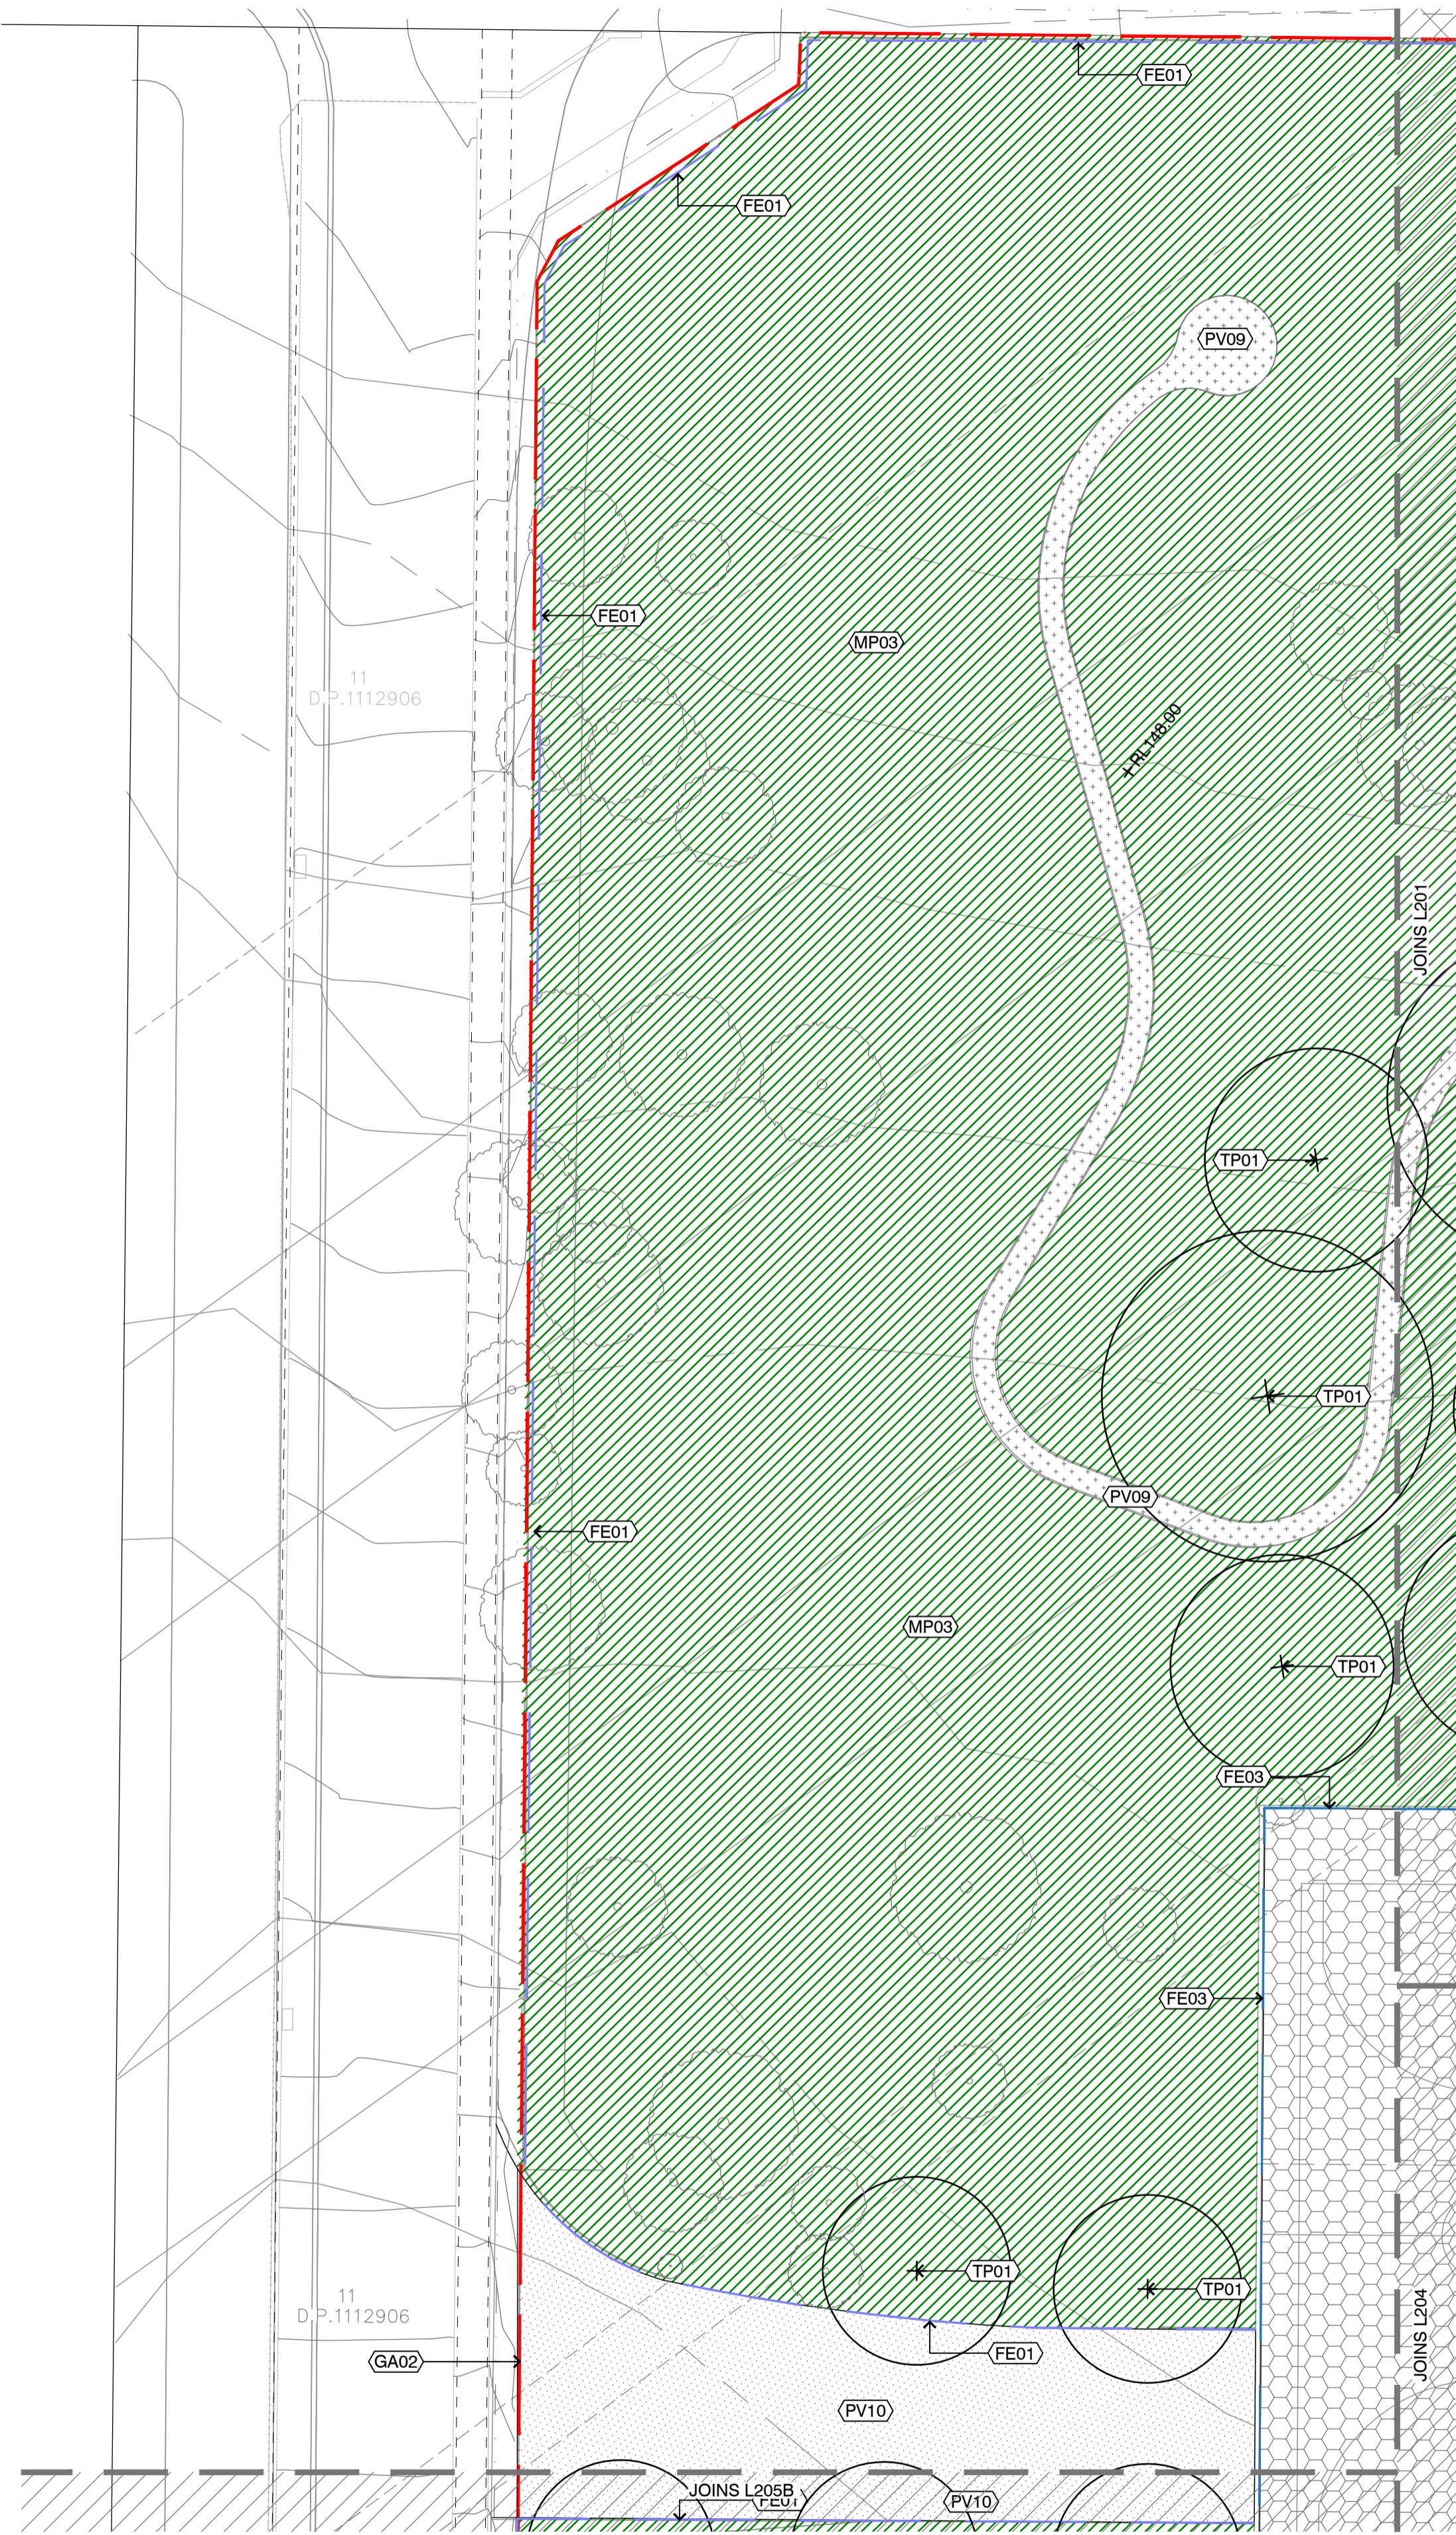 FE01
FE01
PV09
FE01
MP03
11
D.P.1112906
+RL148.00
JOINS L201
TP01
TP01
PV09
FE01
MP03
TP01
FE03
FE03
TP01
TP01
11
D.P.1112906
FE01
GA02
JOINS L204
PV10
JOINS L205B
FE01
PV10